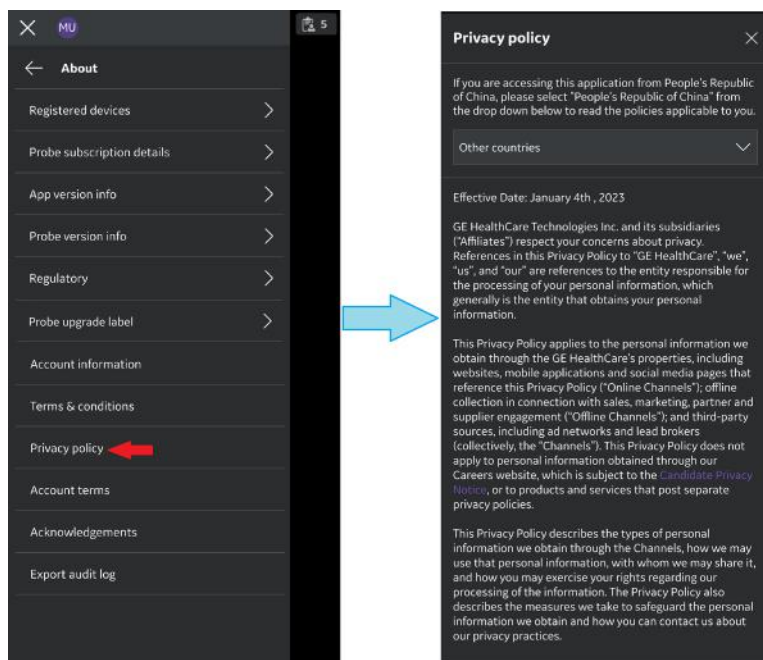 MU
5
About
Registered devices
Probe subscription details
App version info
Probe version info
Regulatory
Probe upgrade label
Account information
Terms & conditions
Privacy policy
Account terms
Acknowledgements
Export audit log
Privacy policy
If you are accessing this application from People's Republic
of China, please select "People's Republic of China" from
the drop down below to read the policies applicable to you.
Other countries
Effective Date: January 4th , 2023
GE HealthCare Technologies Inc. and its subsidiaries
("Affiliates") respect your concerns about privacy.
References in this Privacy Policy to "GE HealthCare", "we",
"us", and "our" are references to the entity responsible for
the processing of your personal information, which
generally is the entity that obtains your personal
information.
This Privacy Policy applies to the personal information we
obtain through the GE HealthCare's properties, including
websites, mobile applications and social media pages that
reference this Privacy Policy ("Online Channels"); offline
collection in connection with sales, marketing, partner and
supplier engagement ("Offline Channels"); and third-party
sources, including ad networks and lead brokers
(collectively, the "Channels"). This Privacy Policy does not
apply to personal information obtained through our
Careers website, which is subject to the Candidate Privacy
Notice, or to products and services that post separate
privacy policies.
This Privacy Policy describes the types of personal
information we obtain through the Channels, how we may
use that personal information, with whom we may share it,
and how you may exercise your rights regarding our
processing of the information. The Privacy Policy also
describes the measures we take to safeguard the personal
information we obtain and how you can contact us about
our privacy practices.